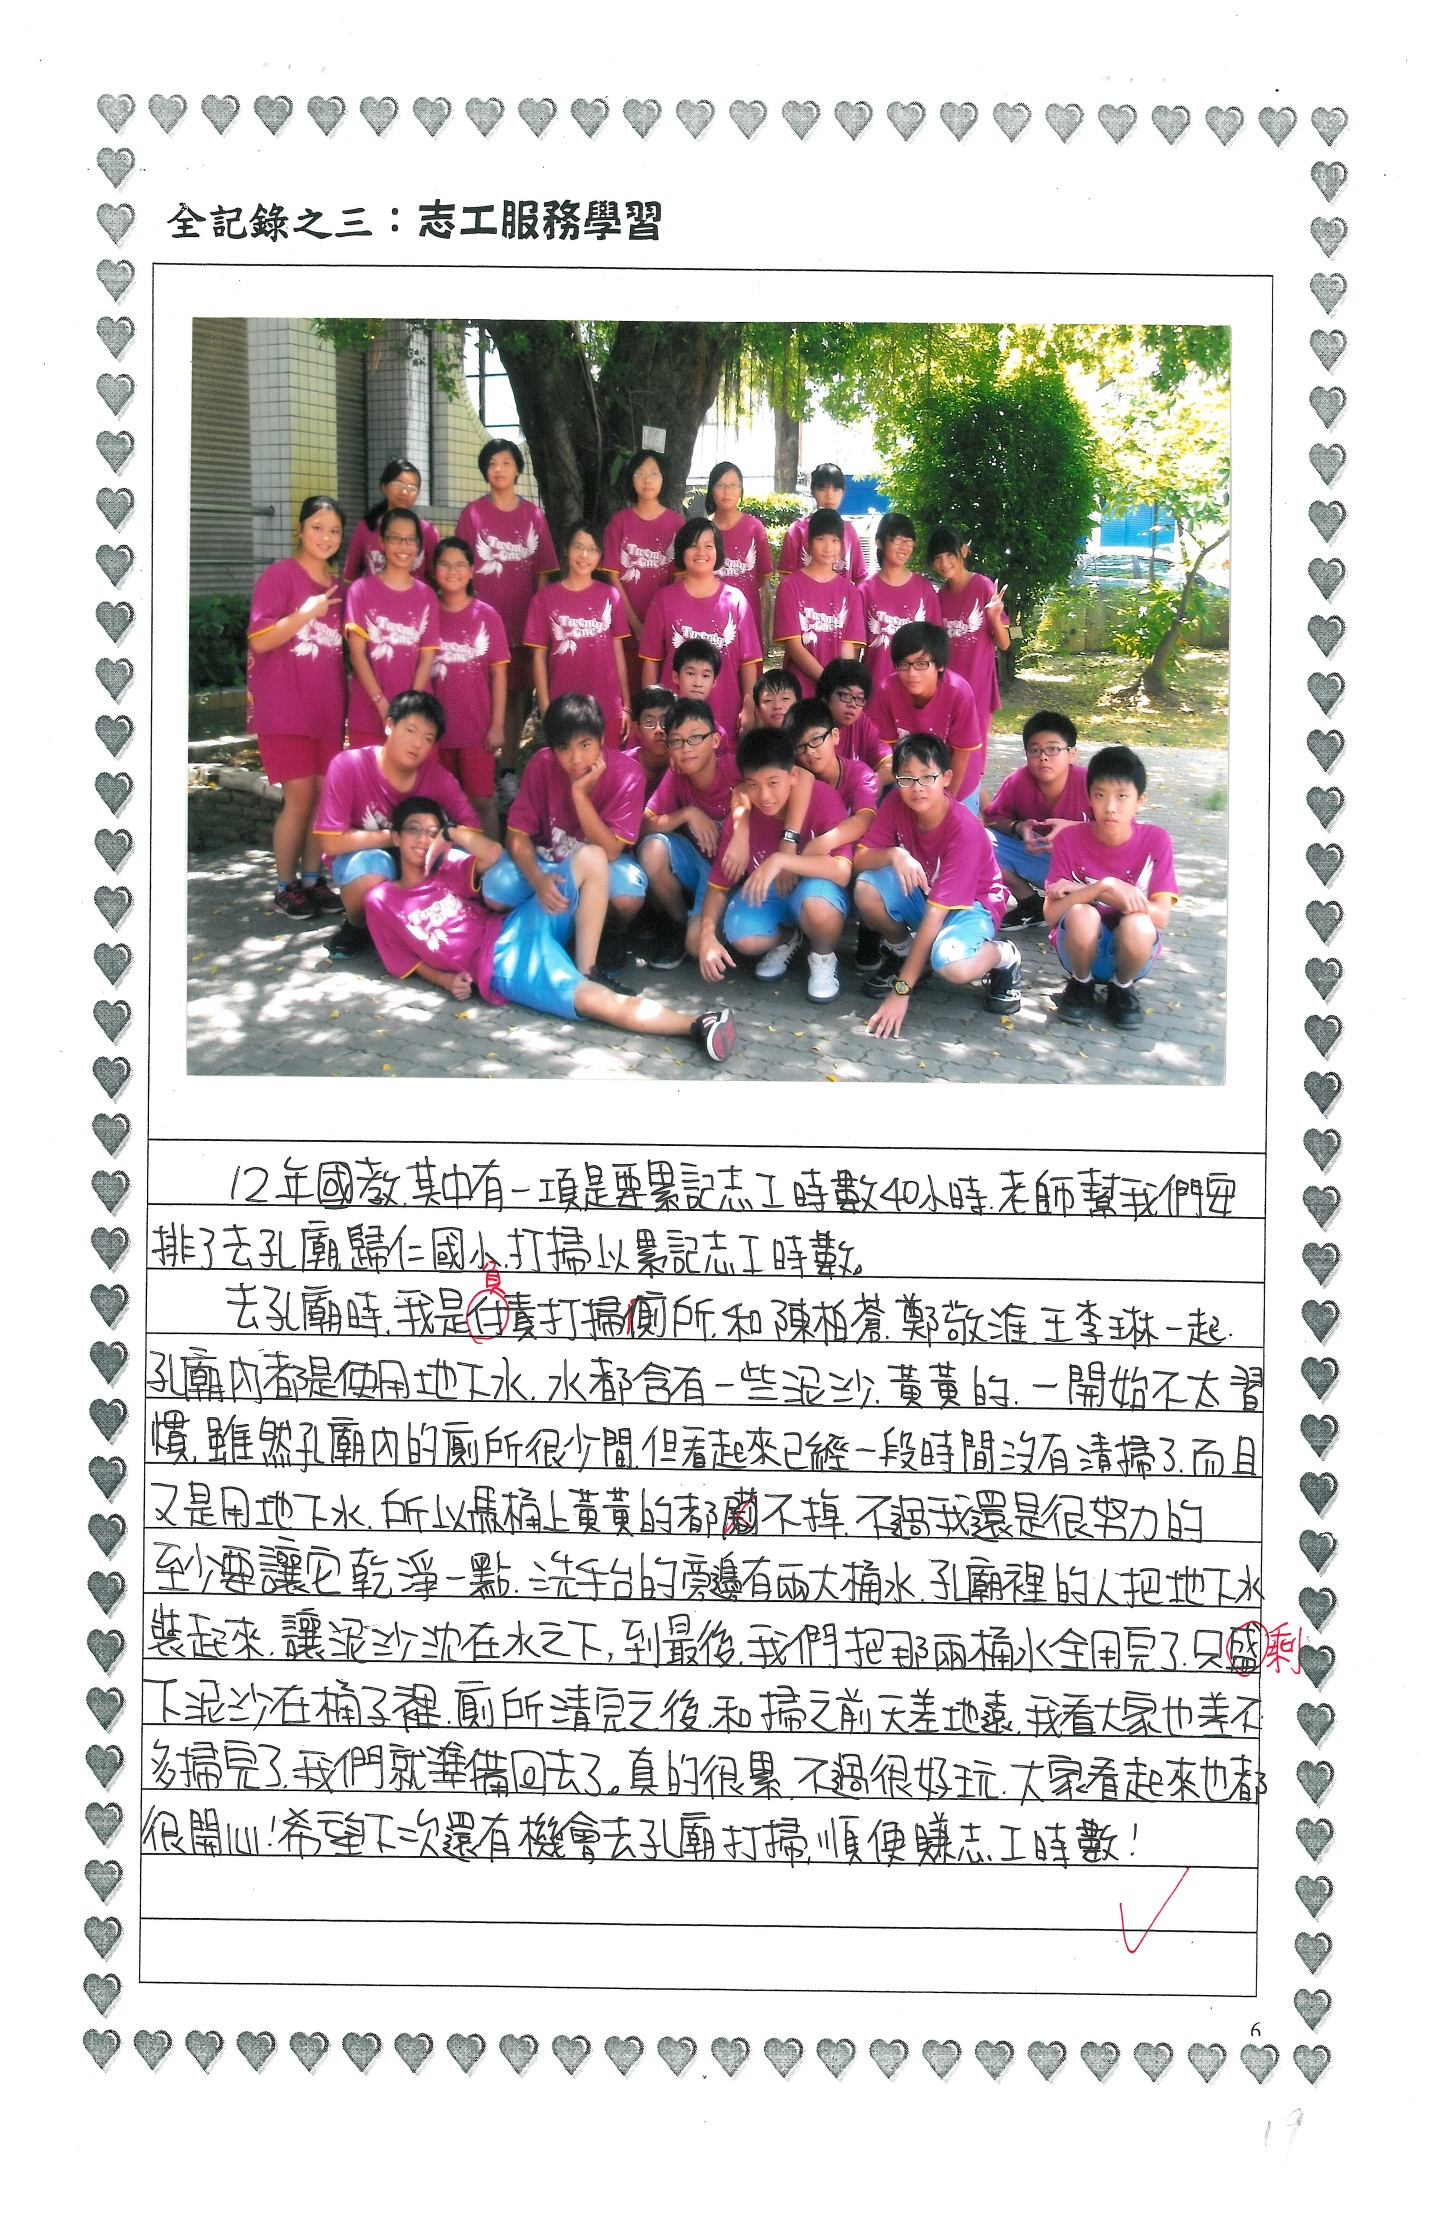 全記錄之三：志工服務學習
Twenty
One
12年國教,其中有一項是要累記志工時數40小時,老師幫我們安
排了去孔廟,歸仁國小,打掃以累記志工時數。
負
去孔廟時,我是付責打掃廁所,和陳柏蒼,鄭敬淮,王李琳一起.
孔廟內都是使用地下水,水都含有一些泥沙,黃黃的,一開始不太習
慣,雖然孔廟內的廁所很少間,但看起來已經一段時間沒有清掃了,而且
又是用地下水,所以馬桶上黃黃的都 不掉,不過我還是很努力的
至少要讓它乾淨一點,洗手台的旁邊有兩大桶水,孔廟裡的人把地下水
裝起來,讓泥沙沈在水之下,到最後,我們把那兩桶水全用完了,只盛剩
下泥沙在桶子裡,廁所清完之後,和掃之前天差地遠,我看大家也差不
多掃完了,我們就準備回去了。真的很累,不過很好玩,大家看起來也都
很開心!希望下次還有機會去孔廟打掃,順便賺志工時數!
6
19